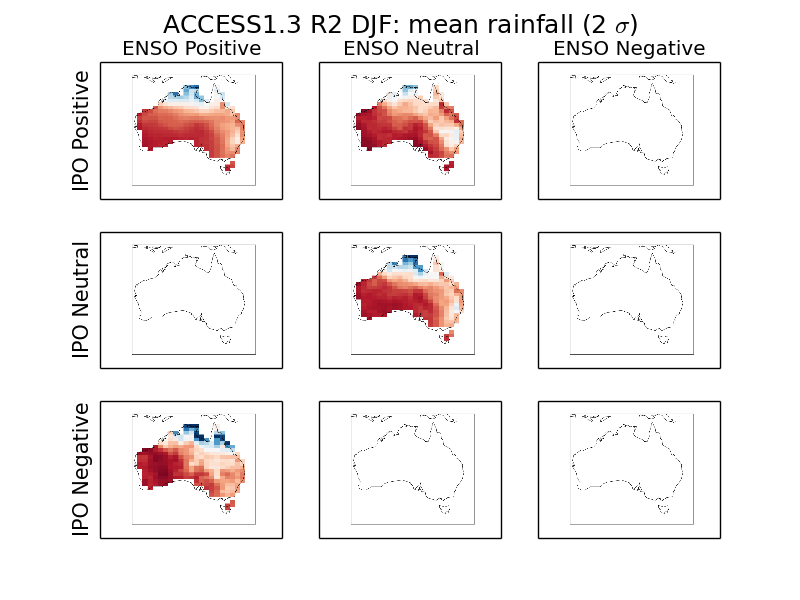 ACCESS1.3 R2 DJF: mean rainfall (2 σ)
ENSO Positive
ENSO Neutral
ENSO Negative
IPO Positive
IPO Neutral
IPO Negative